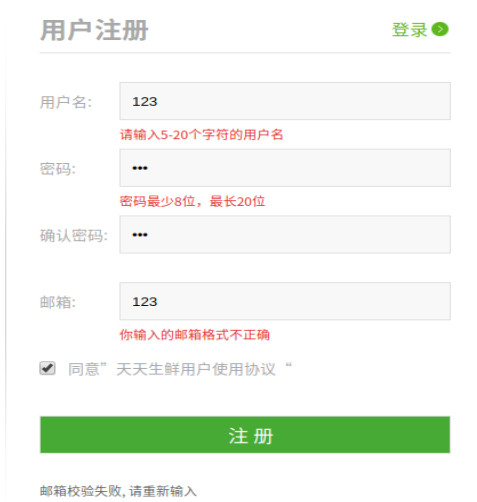 用户注册
登录
用户名:
123
请输入5-20个字符的用户名
密码:
•••
密码最少8位，最长20位
确认密码:
•••
邮箱:
123
你输入的邮箱格式不正确
同意”天天生鲜用户使用协议“
注册
邮箱校验失败, 请重新输入